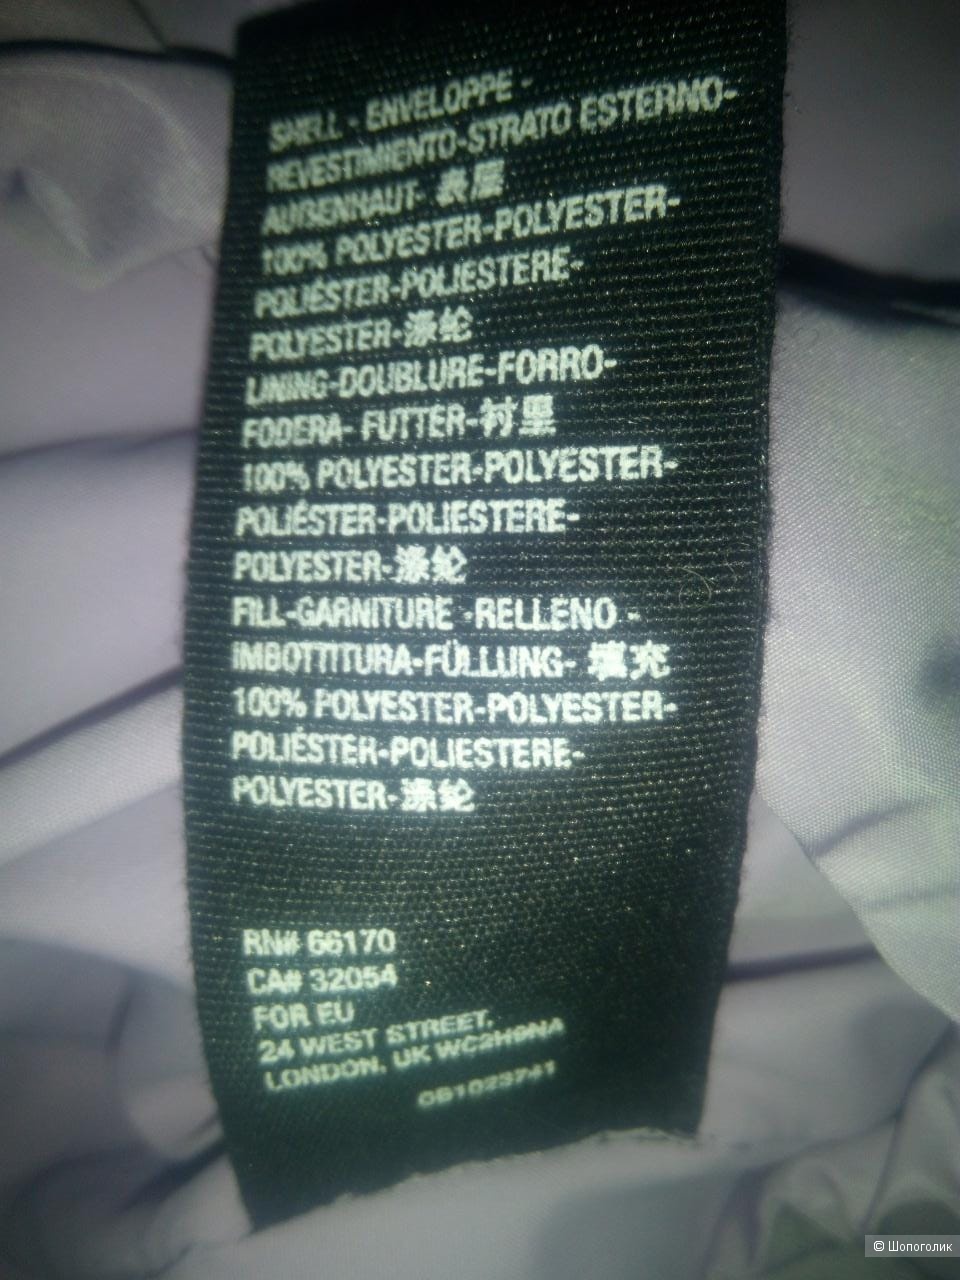 SHELL - ENVELOPPE -
REVESTIMIENTO-STRATO ESTERNO-
AUßENHAUT- 表层
100% POLYESTER-POLYESTER-
POLIÉSTER-POLIESTERE-
POLYESTER-涤纶
LINING-DOUBLURE-FORRO-
FODERA- FUTTER-衬里
100% POLYESTER-POLYESTER-
POLIÉSTER-POLIESTERE-
POLYESTER-涤纶
FILL-GARNITURE -RELLENO -
IMBOTTITURA-FÜLLUNG- 填充
100% POLYESTER-POLYESTER-
POLIÉSTER-POLIESTERE-
POLYESTER-涤纶
RN# 66170
CA# 32054
FOR EU
24 WEST STREET,
LONDON, UK WC2H9NA
OB1023741
© Шопоголик